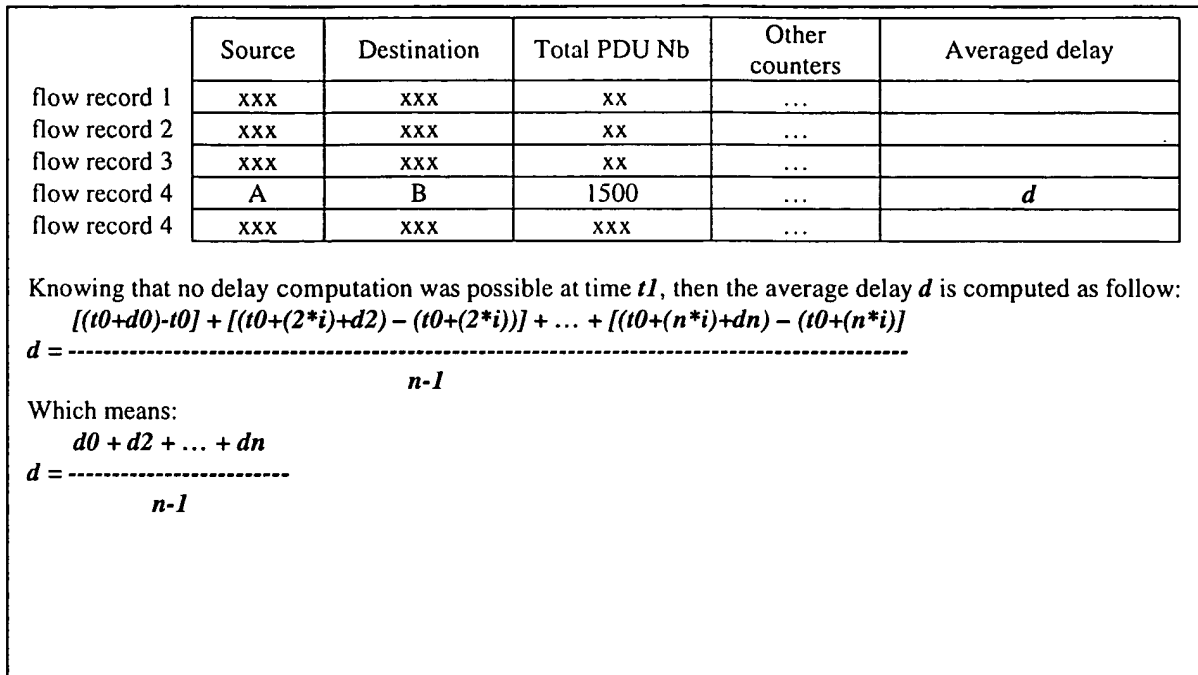 Source Destination Total PDU Nb Other counters Averaged delay
flow record 1 xxx xxx xx ...
flow record 2 xxx xxx xx ...
flow record 3 xxx xxx xx ...
flow record 4 A B 1500 ... d
flow record 4 xxx xxx xxx ...
Knowing that no delay computation was possible at time t1, then the average delay d is computed as follow:
[(t0+d0)-t0] + [(t0+(2*i)+d2) – (t0+(2*i))] + … + [(t0+(n*i)+dn) – (t0+(n*i)]
d = ------------------------------------------------------------------------------------
n-1
Which means:
d0 + d2 + … + dn
d = -------------------------
n-1